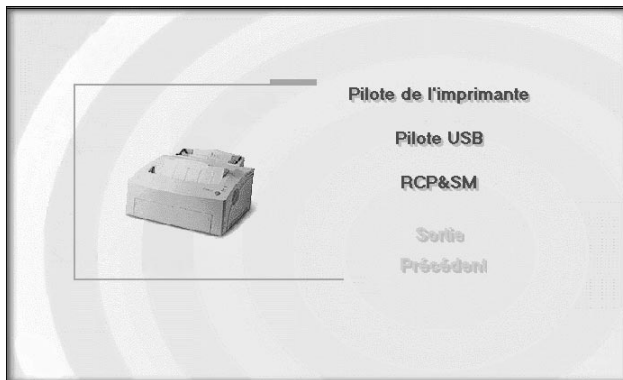 Pilote de l'imprimante
Pilote USB
RCP&SM
Sortie
Précédent